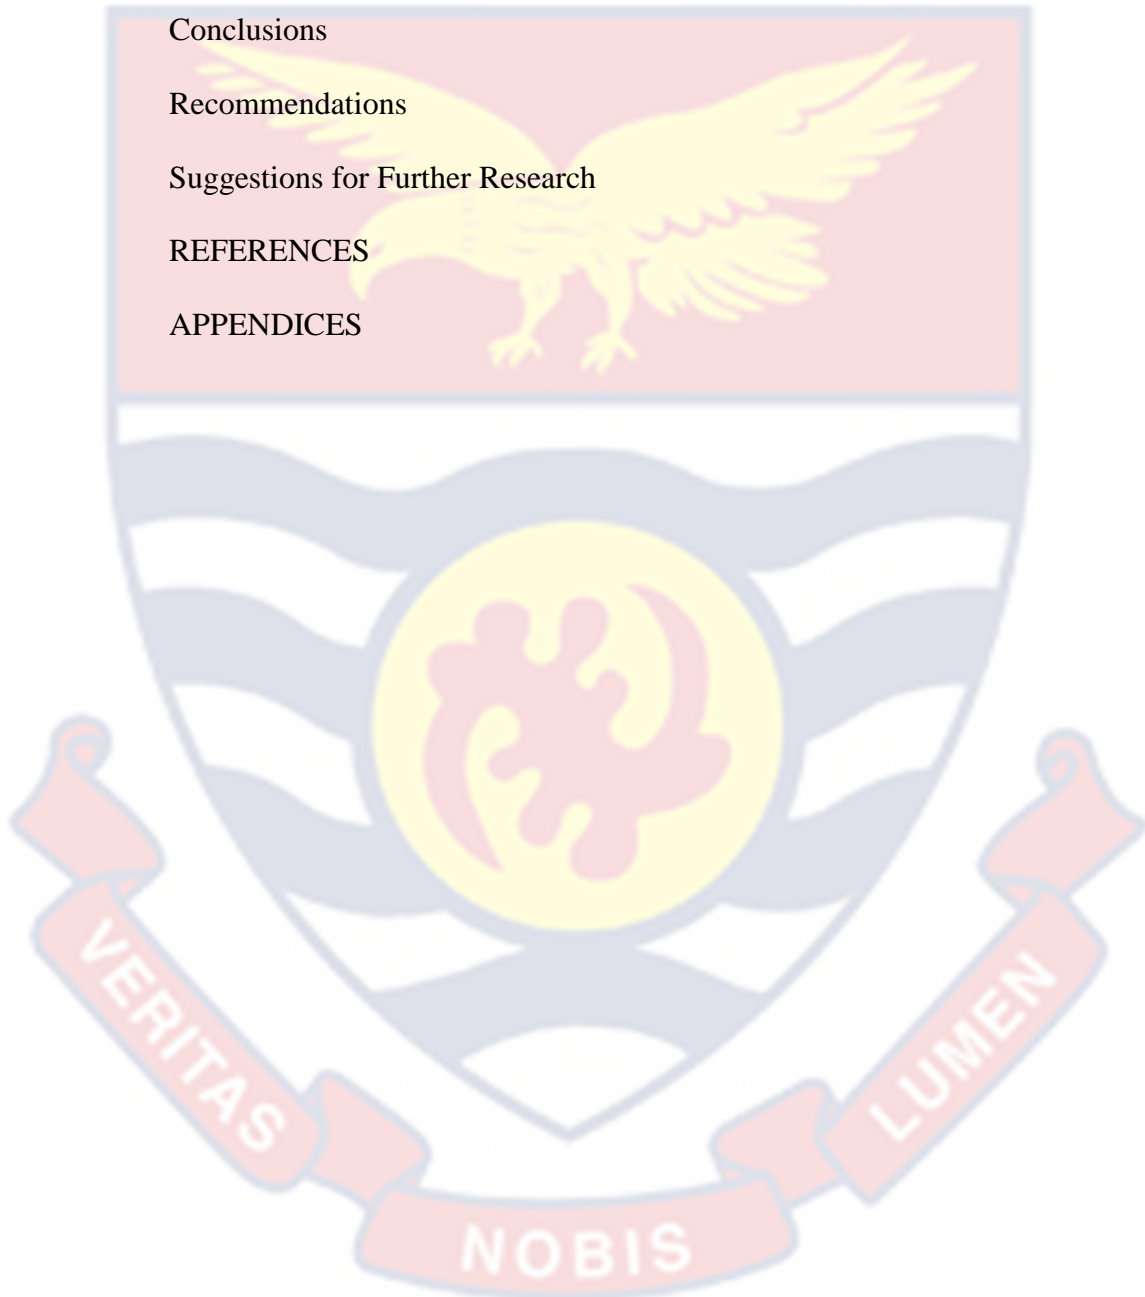 Conclusions
Recommendations
Suggestions for Further Research
REFERENCES
APPENDICES
VERITAS
NOBIS
LUMEN